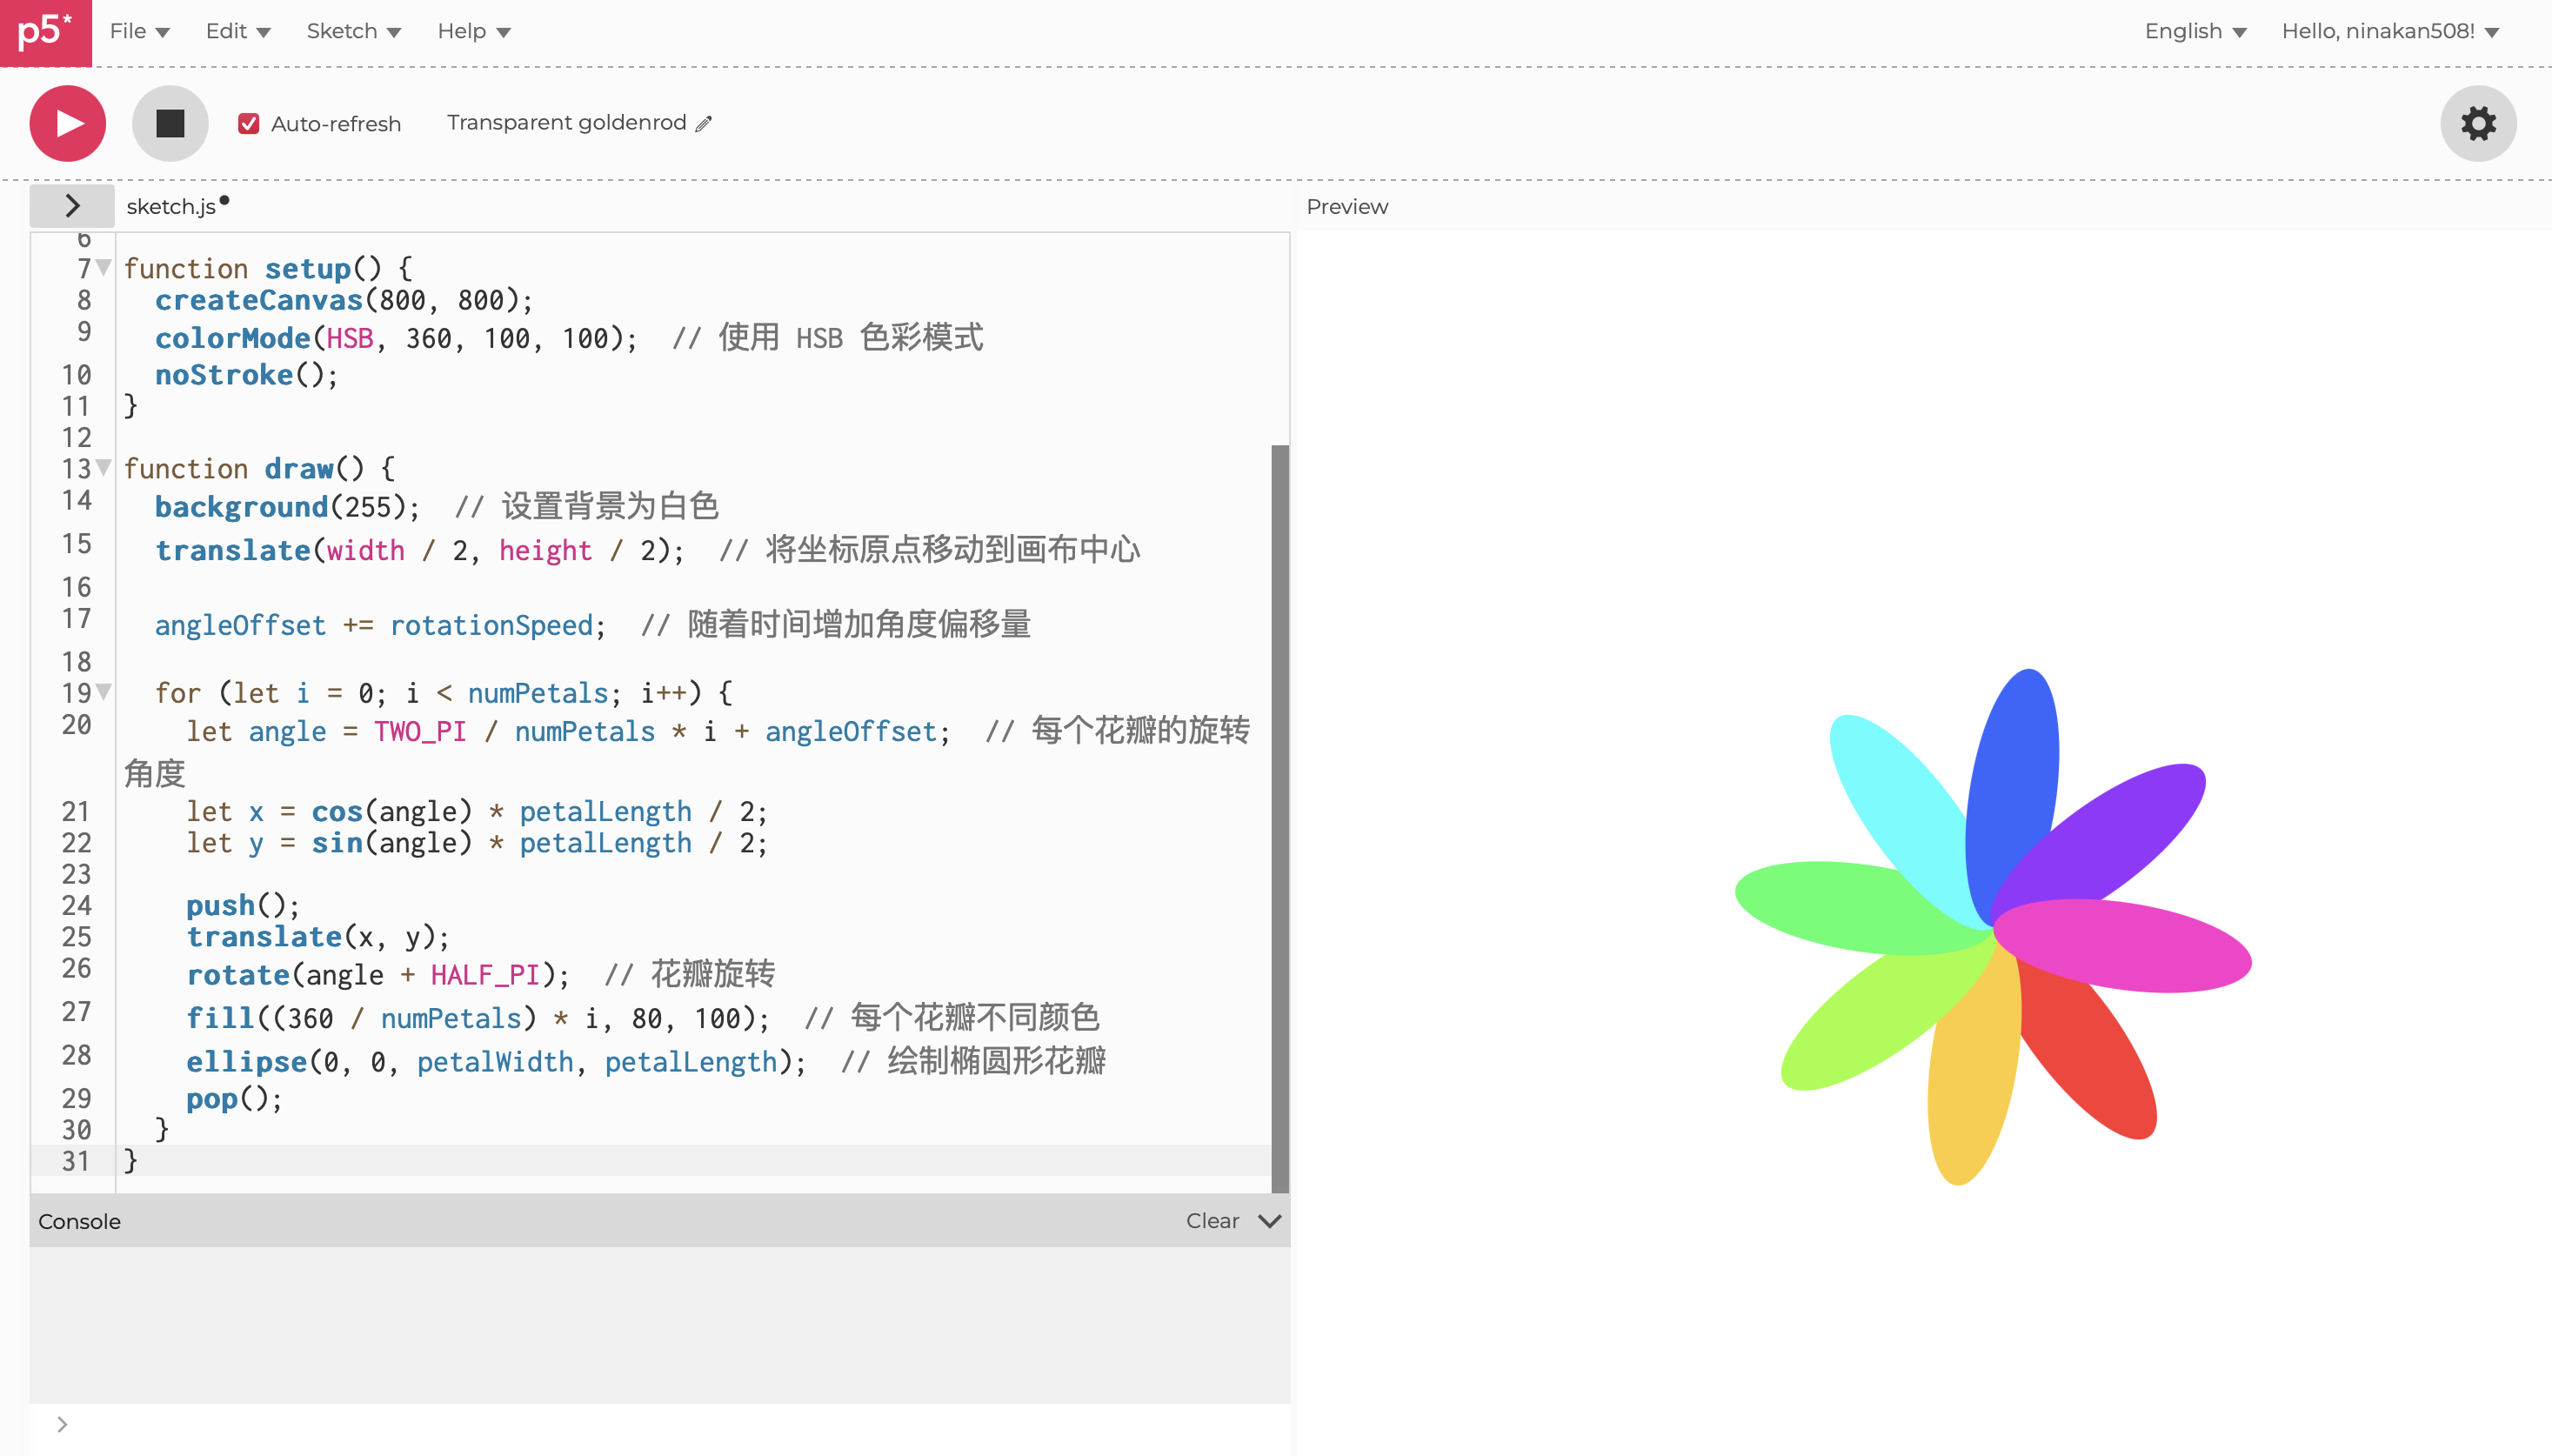 p5*
File
Edit
Sketch
Help
English
Hello, ninakan508!
Auto-refresh
Transparent goldenrod
sketch.js
Preview
6
7 function setup() {
8 createCanvas(800, 800);
9 colorMode(HSB, 360, 100, 100);  // 使用 HSB 色彩模式
10 noStroke();
11 }
12
13 function draw() {
14 background(255);  // 设置背景为白色
15 translate(width / 2, height / 2);  // 将坐标原点移动到画布中心
16
17 angleOffset += rotationSpeed;  // 随着时间增加角度偏移量
18
19 for (let i = 0; i < numPetals; i++) {
20 let angle = TWO_PI / numPetals * i + angleOffset;  // 每个花瓣的旋转
角度
21 let x = cos(angle) * petalLength / 2;
22 let y = sin(angle) * petalLength / 2;
23
24 push();
25 translate(x, y);
26 rotate(angle + HALF_PI);  // 花瓣旋转
27 fill((360 / numPetals) * i, 80, 100);  // 每个花瓣不同颜色
28 ellipse(0, 0, petalWidth, petalLength);  // 绘制椭圆形花瓣
29 pop();
30 }
31 }
Console
Clear